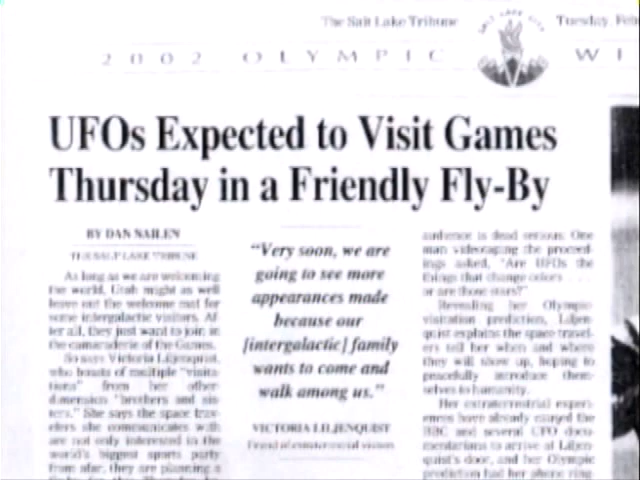 The Salt Lake Tribune
SALT LAKE CITY
Tuesday, Feb
2002 OLYMPIC
WI
UFOs Expected to Visit Games
Thursday in a Friendly Fly-By
BY DAN NAILEN
THE SALT LAKE TRIBUNE
As long as we are welcoming
the world, Utah might as well
leave out the welcome mat for
some intergalactic visitors. Af-
ter all, they just want to join in
the camaraderie of the Games.
So says Victoria Liljenquist,
who boasts of multiple "visita-
tions" from her other-
dimension "brothers and sis-
ters." She says the space trav-
elers she communicates with
are not only interested in the
world's biggest sports party
from afar, they are planning a
"Very soon, we are
going to see more
appearances made
because our
[intergalactic] family
wants to come and
walk among us."
VICTORIA LILJENQUIST
Friend of extraterrestrial visitors
audience is dead serious. One
man videotaping the proceed-
ings asked, "Are UFOs the
things that change colors . . .
or are those stars?"
Revealing her Olympic
visitation prediction, Liljen-
quist explains the space travel-
ers tell her when and where
they will show up, hoping to
peacefully introduce them-
selves to humanity.
Her extraterrestrial experi-
ences have already enticed the
BBC and several UFO docu-
mentarians to arrive at Liljen-
quist's door, and her Olympic
prediction had her phone ring-